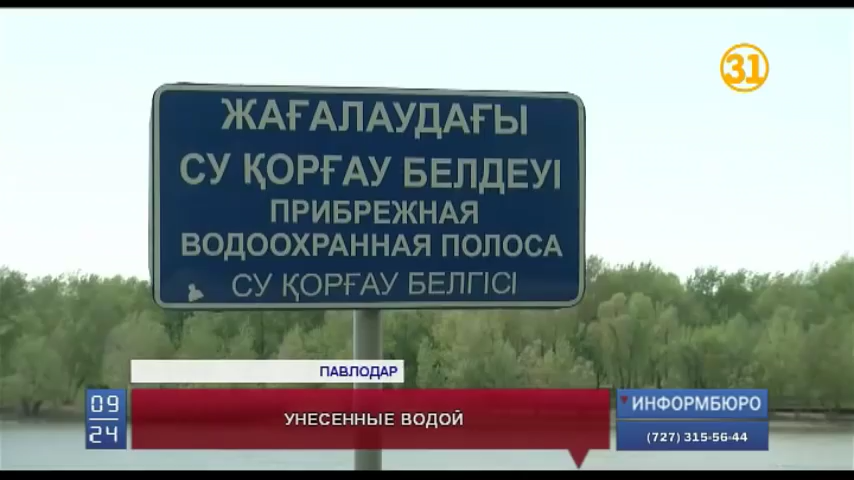 31
ЖАҒАЛАУДАҒЫ
СУ ҚОРҒАУ БЕЛДЕУІ
ПРИБРЕЖНАЯ
ВОДООХРАННАЯ ПОЛОСА
СУ ҚОРҒАУ БЕЛГІСІ
ПАВЛОДАР
09
24
УНЕСЕННЫЕ ВОДОЙ
ИНФОРМБЮРО
(727) 315-56-44